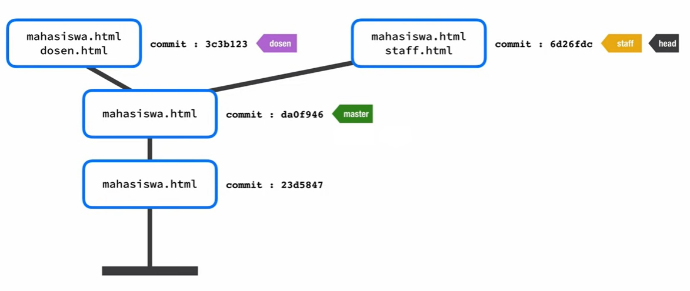 mahasiswa.html
dosen.html
commit : 3c3b123
dosen
mahasiswa.html
staff.html
commit : 6d26fdc
staff
head
mahasiswa.html
commit : da0f946
master
mahasiswa.html
commit : 23d5847